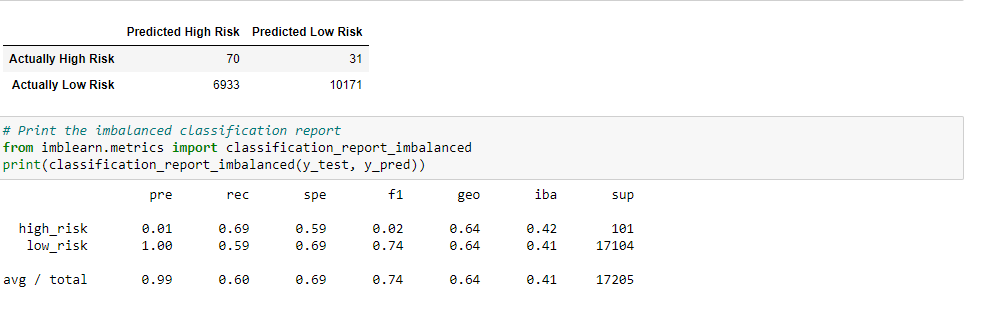 Predicted High Risk Predicted Low Risk
Actually High Risk 70 31
Actually Low Risk 6933 10171
# Print the imbalanced classification report
from imblearn.metrics import classification_report_imbalanced
print(classification_report_imbalanced(y_test, y_pred))
pre rec spe f1 geo iba sup
high_risk 0.01 0.69 0.59 0.02 0.64 0.42 101
low_risk 1.00 0.59 0.69 0.74 0.64 0.41 17104
avg / total 0.99 0.60 0.69 0.74 0.64 0.41 17205